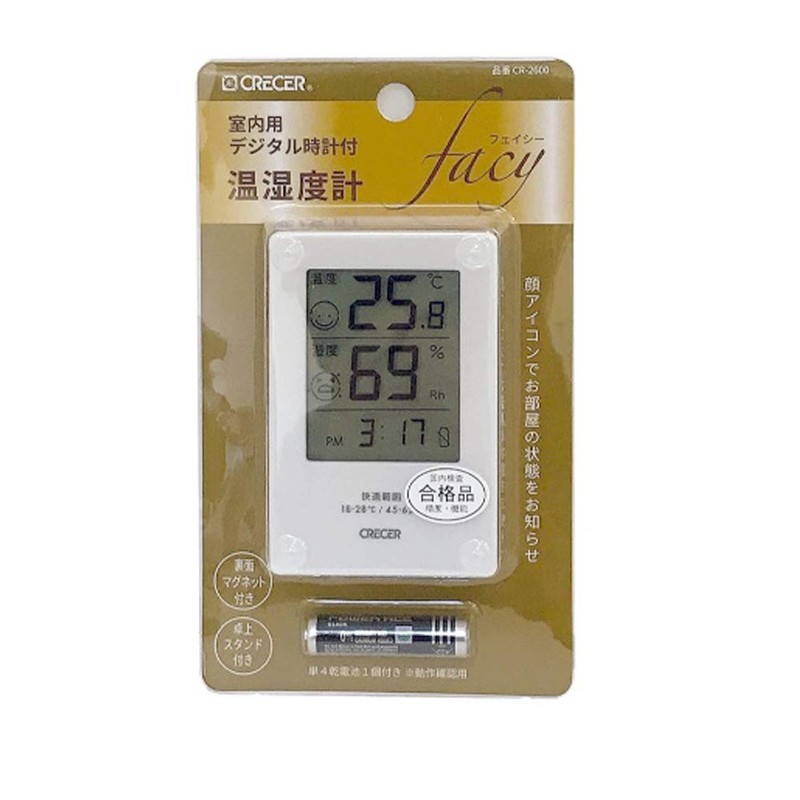 CRECER®
品番 CR-2600
室内用
デジタル時計付
温湿度計
フェイシー
facy
温度
25.8 ℃
湿度
69 %
Rh
PM 3:17
快適範囲
18-28℃ / 45-6
国内検査
合格品
精度・機能
CRECER
顔アイコンでお部屋の状態をお知らせ
裏面
マグネット
付き
卓上
スタンド
付き
単4乾電池1個付き ※動作確認用